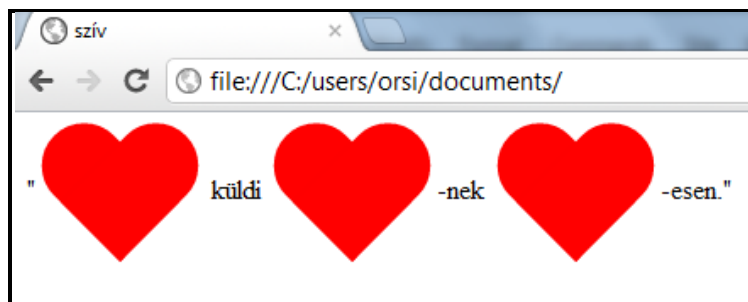 szív
file:///C:/users/orsi/documents/
" küldi -nek -esen."